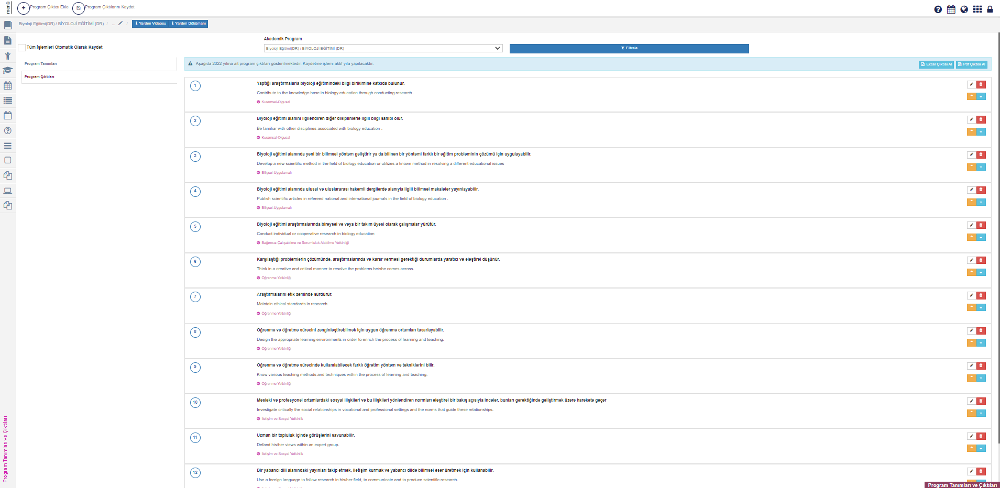 menü
Program Çıktısı Ekle
Program Çıktılarını Kaydet
Biyoloji Eğitimi(DR) / BİYOLOJİ EĞİTİMİ (DR) / ... /
Yardım Videosu
Yardım Dökümanı
Tüm İşlemleri Otomatik Olarak Kaydet
Akademik Program
Biyoloji Eğitimi(DR) / BİYOLOJİ EĞİTİMİ (DR)
Filtrele
Program Tanımları
Program Çıktıları
Aşağıda 2022 yılına ait program çıktıları gösterilmektedir. Kaydetme işlemi aktif yıla yapılacaktır.
Excel Çıktısı Al
Pdf Çıktısı Al
1
Yaptığı araştırmalarla biyoloji eğitimindeki bilgi birikimine katkıda bulunur.
Contribute to the knowledge-base in biology education through conducting research .
Kuramsal-Olgusal
2
Biyoloji eğitimi alanını ilgilendiren diğer disiplinlerle ilgili bilgi sahibi olur.
Be familiar with other disciplines associated with biology education .
Kuramsal-Olgusal
3
Biyoloji eğitimi alanında yeni bir bilimsel yöntem geliştirir ya da bilinen bir yöntemi farklı bir eğitim probleminin çözümü için uygulayabilir.
Develop a new scientific method in the field of biology education or utilizes a known method in resolving a different educational issues
Bilişsel-Uygulamalı
4
Biyoloji eğitimi alanında ulusal ve uluslararası hakemli dergilerde alanıyla ilgili bilimsel makaleler yayınlayabilir.
Publish scientific articles in refereed national and international journals in the field of biology education .
Bilişsel-Uygulamalı
5
Biyoloji eğitimi araştırmalarında bireysel ve veya bir takım üyesi olarak çalışmalar yürütür.
Conduct individual or cooperative research in biology education
Bağımsız Çalışabilme ve Sorumluluk Alabilme Yetkinliği
6
Karşılaştığı problemlerin çözümünde, araştırmalarında ve karar vermesi gerektiği durumlarda yaratıcı ve eleştirel düşünür.
Think in a creative and critical manner to resolve the problems he/she comes across.
Öğrenme Yetkinliği
7
Araştırmalarını etik zeminde sürdürür.
Maintain ethical standards in research.
Öğrenme Yetkinliği
8
Öğrenme ve öğretme sürecini zenginleştirebilmek için uygun öğrenme ortamları tasarlayabilir.
Design the appropriate learning environments in order to enrich the process of learning and teaching.
Öğrenme Yetkinliği
9
Öğrenme ve öğretme sürecinde kullanılabilecek farklı öğretim yöntem ve tekniklerini bilir.
Know various teaching methods and techniques within the process of learning and teaching.
Öğrenme Yetkinliği
10
Mesleki ve profesyonel ortamlardaki sosyal ilişkileri ve bu ilişkileri yönlendiren normları eleştirel bir bakış açısıyla inceler, bunları gerektiğinde geliştirmek üzere harekete geçer
Investigate critically the social relationships in vocational and professional settings and the norms that guide these relationships.
İletişim ve Sosyal Yetkinlik
11
Uzman bir topluluk içinde görüşlerini savunabilir.
Defand his/her views within an expert group.
İletişim ve Sosyal Yetkinlik
12
Bir yabancı dili alanındaki yayınları takip etmek, iletişim kurmak ve yabancı dilde bilimsel eser üretmek için kullanabilir.
Use a foreign language to follow research in his/her field, to communicate and to produce scientific research.
Program Tanımları ve Çıktıları
Program Tanımları ve Çıktıları